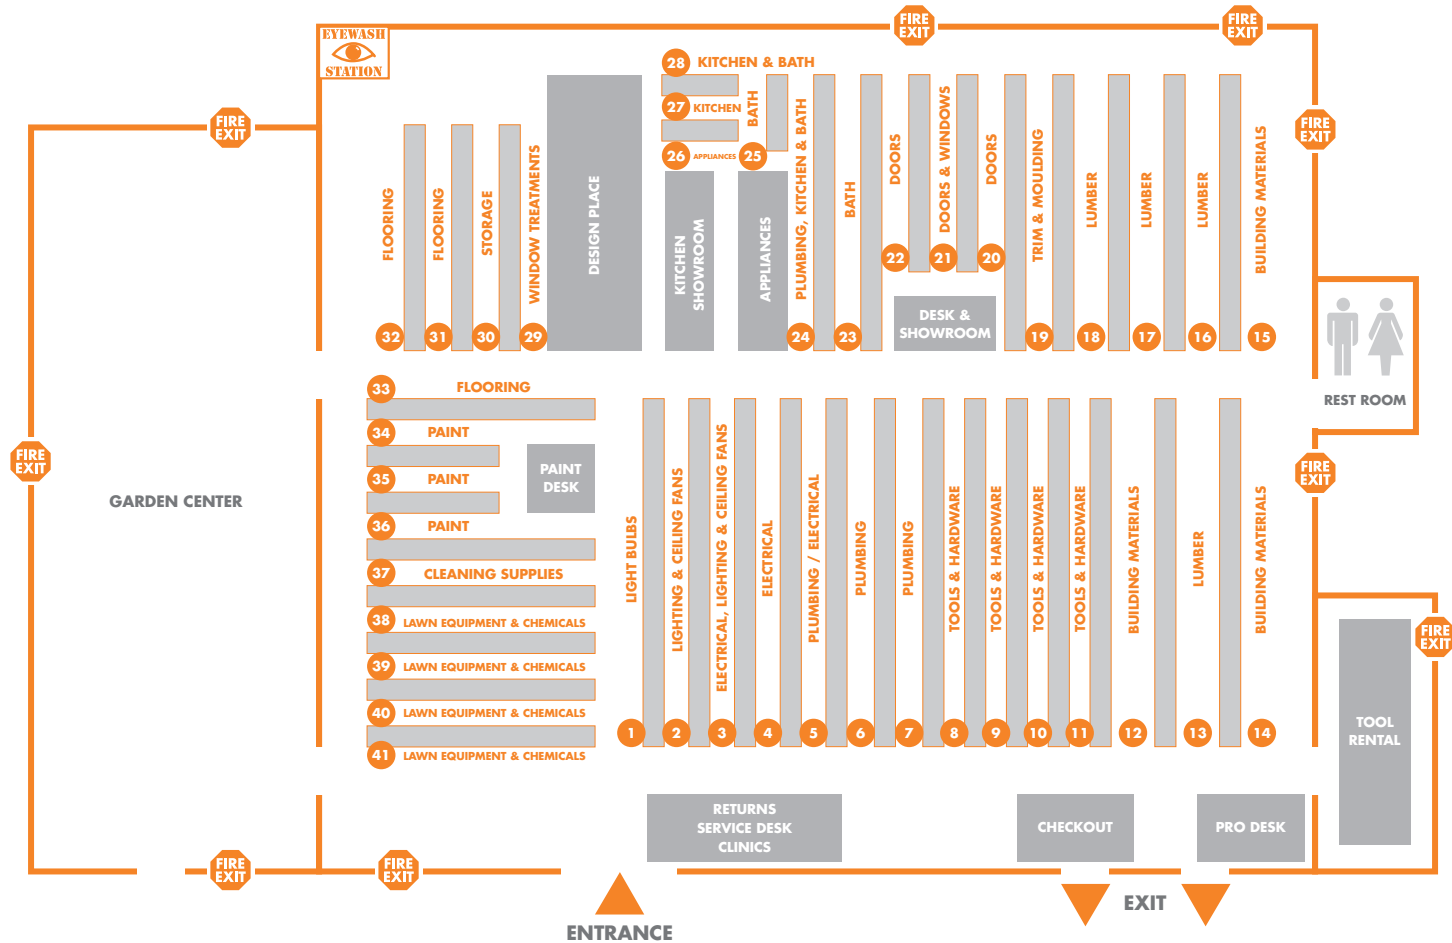 FIRE
EXIT
FIRE
EXIT
EYEWASH
STATION
28 KITCHEN & BATH
27 KITCHEN
BATH
26 APPLIANCES 25
FIRE
EXIT
FIRE
EXIT
FLOORING
FLOORING
STORAGE
WINDOW TREATMENTS
DESIGN PLACE
KITCHEN
SHOWROOM
APPLIANCES
PLUMBING, KITCHEN & BATH
BATH
DOORS
DOORS & WINDOWS
DOORS
TRIM & MOULDING
LUMBER
LUMBER
LUMBER
BUILDING MATERIALS
22
21
20
DESK &
SHOWROOM
32
31
30
29
24
23
19
18
17
16
15
REST ROOM
33 FLOORING
34 PAINT
35 PAINT
36 PAINT
37 CLEANING SUPPLIES
38 LAWN EQUIPMENT & CHEMICALS
39 LAWN EQUIPMENT & CHEMICALS
40 LAWN EQUIPMENT & CHEMICALS
41 LAWN EQUIPMENT & CHEMICALS
PAINT
DESK
FIRE
EXIT
GARDEN CENTER
FIRE
EXIT
LIGHT BULBS
LIGHTING & CEILING FANS
ELECTRICAL, LIGHTING & CEILING FANS
ELECTRICAL
PLUMBING / ELECTRICAL
PLUMBING
PLUMBING
TOOLS & HARDWARE
TOOLS & HARDWARE
TOOLS & HARDWARE
TOOLS & HARDWARE
BUILDING MATERIALS
LUMBER
BUILDING MATERIALS
1
2
3
4
5
6
7
8
9
10
11
12
13
14
FIRE
EXIT
TOOL
RENTAL
RETURNS
SERVICE DESK
CLINICS
CHECKOUT
PRO DESK
FIRE
EXIT
FIRE
EXIT
ENTRANCE
EXIT